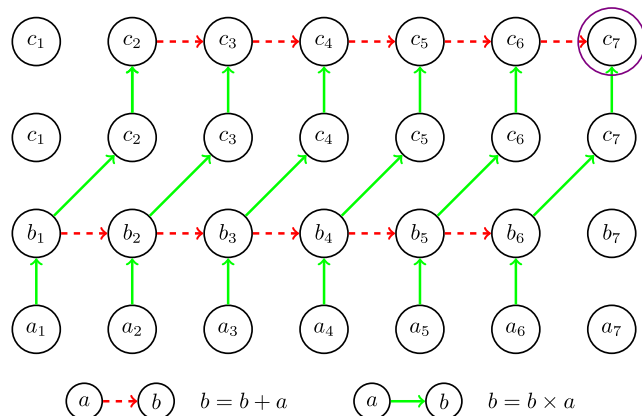 c₁ c₂ c₃ c₄ c₅ c₆ c₇
c₁ c₂ c₃ c₄ c₅ c₆ c₇
b₁ b₂ b₃ b₄ b₅ b₆ b₇
a₁ a₂ a₃ a₄ a₅ a₆ a₇
a b b = b + a a b b = b × a